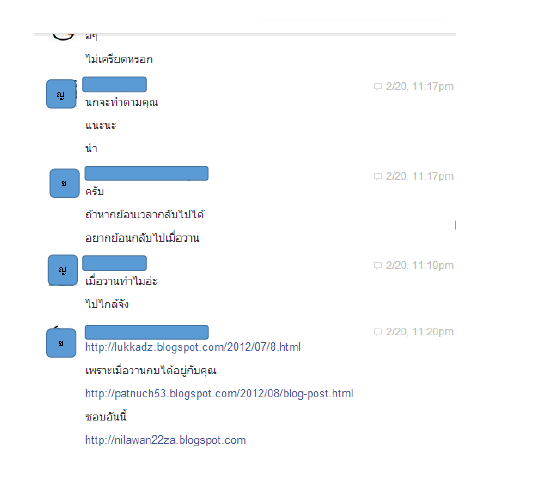 ไม่เครียดหรอก
ญ
2/20, 11:17pm
นกจะทำตามคุณ
แนะนะ
น่า
ช
2/20, 11:17pm
ครับ
ถ้าหากย้อนเวลากลับไปได้
อยากย้อนกลับไปเมื่อวาน
ญ
2/20, 11:19pm
เมื่อวานทำไมอ่ะ
ไปใกล้จัง
ช
2/20, 11:20pm
http://lukkadz.blogspot.com/2012/07/8.html
เพราะเมื่อวานกบได้อยู่กับคุณ
http://patnuch53.blogspot.com/2012/08/blog-post.html
ชอบอันนี้
http://nilawan22za.blogspot.com